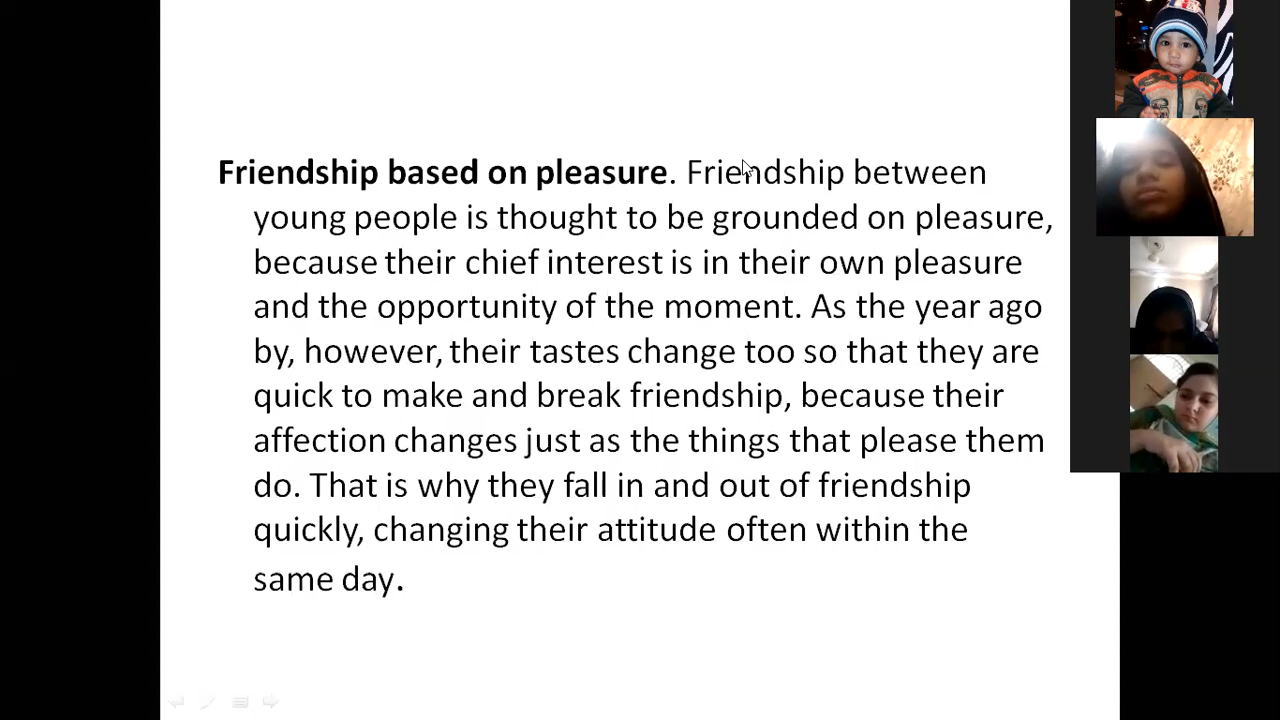 Friendship based on pleasure. Friendship between
young people is thought to be grounded on pleasure,
because their chief interest is in their own pleasure
and the opportunity of the moment. As the year ago
by, however, their tastes change too so that they are
quick to make and break friendship, because their
affection changes just as the things that please them
do. That is why they fall in and out of friendship
quickly, changing their attitude often within the
same day.